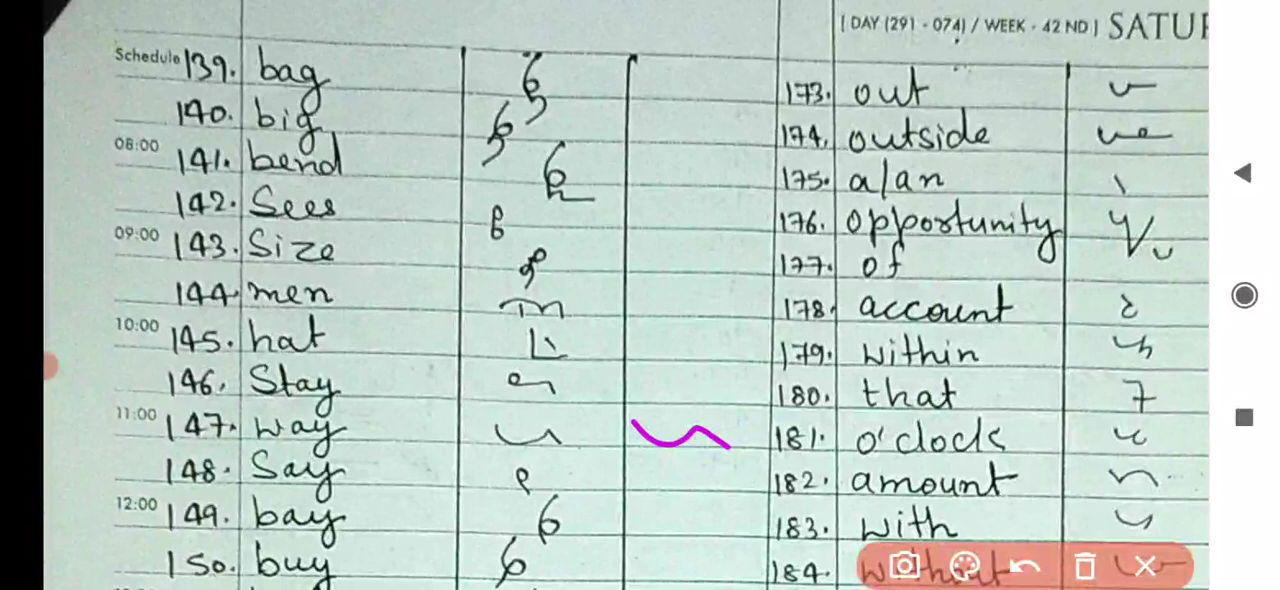 [ DAY (291 - 074) / WEEK - 42 ND ] SATUR
Schedule 139. bag
140. big
08:00 141. bend
142. Sees
09:00 143. Size
144. men
10:00 145. hat
146. Stay
11:00 147. way
148. Say
12:00 149. bay
150. buy
173. out
174. outside
175. a/an
176. opportunity
177. of
178. account
179. within
180. that
181. o'clock
182. amount
183. with
184. without